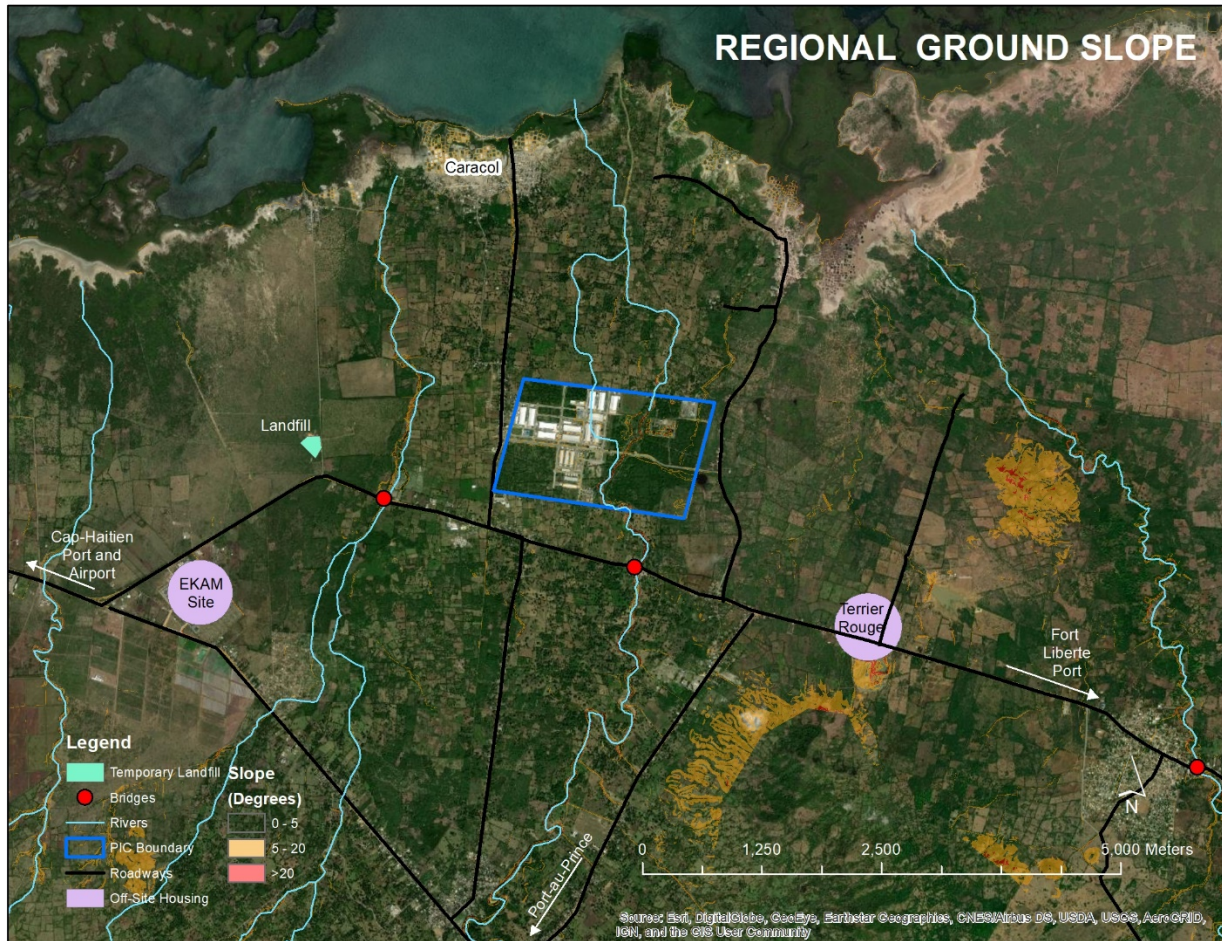 REGIONAL GROUND SLOPE
Caracol
Landfill
Cap-Haitien
Port and
Airport
EKAM
Site
Terrier
Rouge
Fort
Liberte
Port
Port-au-Prince
N
Legend
Temporary Landfill
Bridges
Rivers
PIC Boundary
Roadways
Off-Site Housing
Slope
(Degrees)
0 - 5
5 - 20
>20
0 1,250 2,500 5,000 Meters
Source: Esri, DigitalGlobe, GeoEye, Earthstar Geographics, CNES/Airbus DS, USDA, USGS, AeroGRID,
IGN, and the GIS User Community